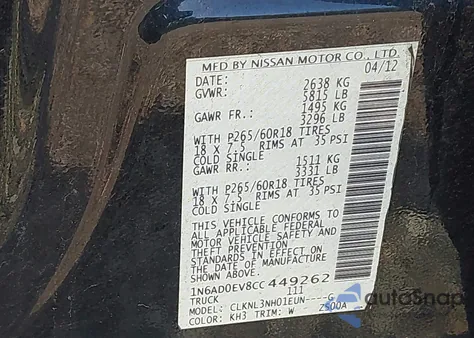 MFD BY NISSAN MOTOR CO., LTD.
DATE: 04/12
GVWR: 2638 KG
5815 LB
GAWR FR.: 1495 KG
3296 LB
WITH P265/60R18 TIRES
18 X 7.5 RIMS AT 35 PSI
COLD SINGLE
GAWR RR.: 1511 KG
3331 LB
WITH P265/60R18 TIRES
18 X 7.5 RIMS AT 35 PSI
COLD SINGLE
THIS VEHICLE CONFORMS TO
ALL APPLICABLE FEDERAL
MOTOR VEHICLE SAFETY AND
THEFT PREVENTION
STANDARDS IN EFFECT ON
THE DATE OF MANUFACTURE
SHOWN ABOVE.
1N6AD0EV8CC 449262
TRUCK 111
MODEL: CLKNL3NH01EUN----G
COLOR: KH3 TRIM: W Z500A
autoSnap